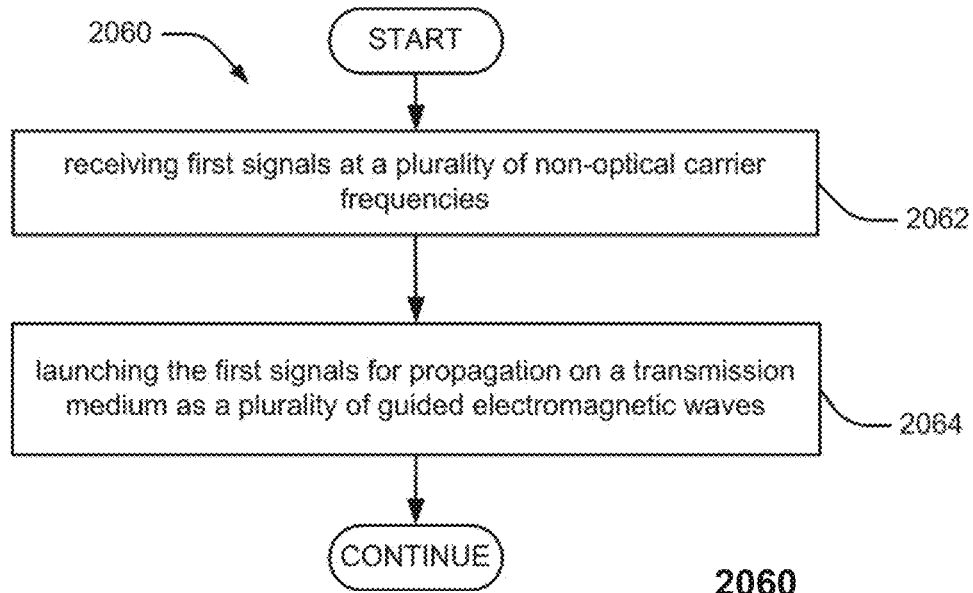 2060
START
receiving first signals at a plurality of non-optical carrier
frequencies
2062
launching the first signals for propagation on a transmission
medium as a plurality of guided electromagnetic waves
2064
CONTINUE
2060